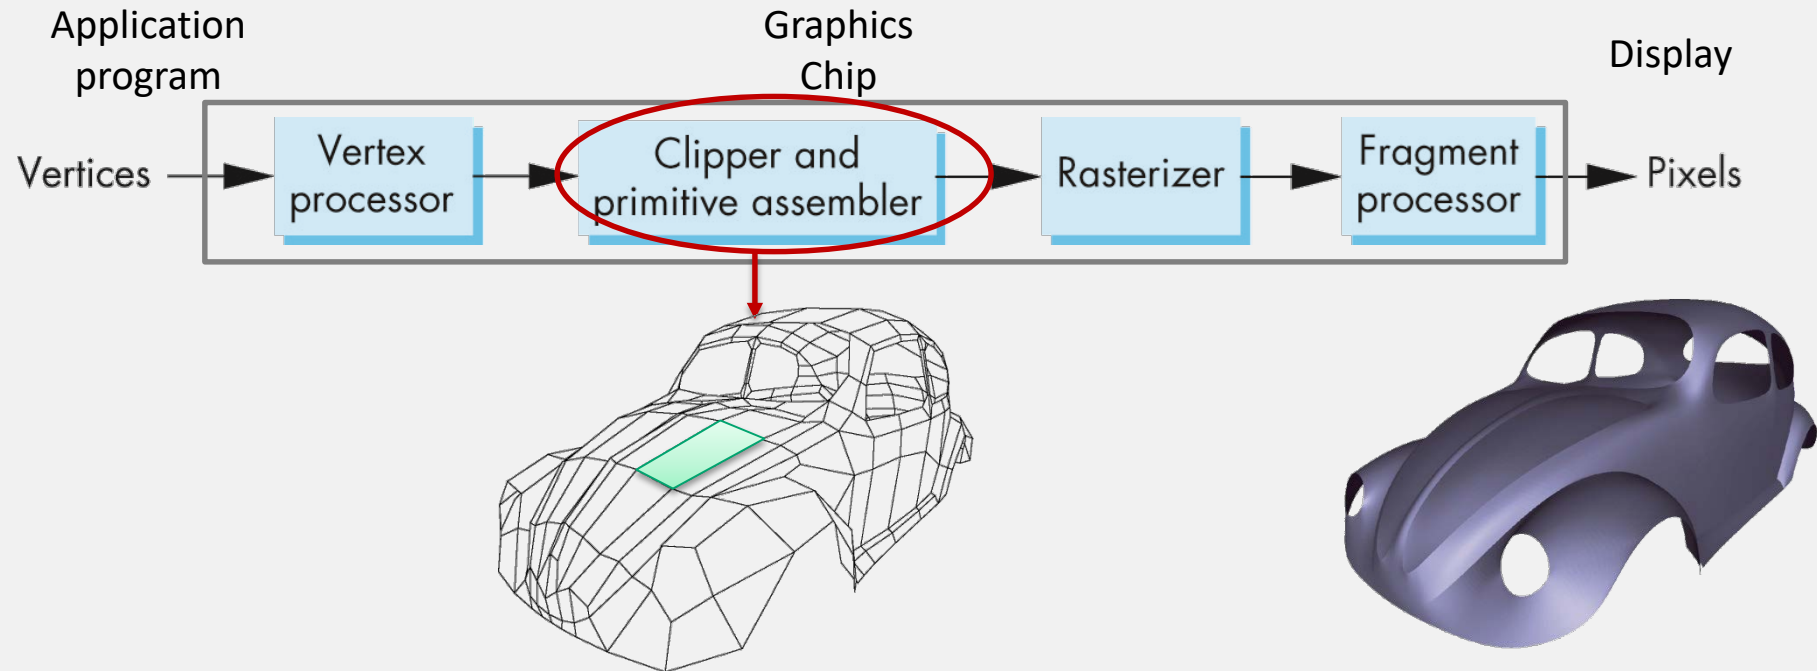 Application
program
Graphics
Chip
Display
Vertices
Vertex
processor
Clipper and
primitive assembler
Rasterizer
Fragment
processor
Pixels